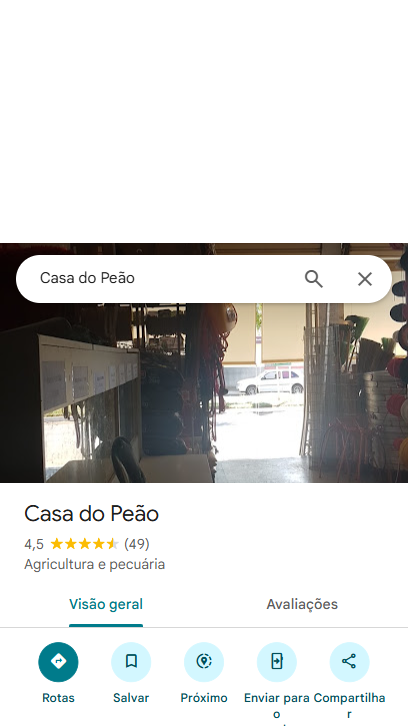 Casa do Peão
Casa do Peão
4,5 (49)
Agricultura e pecuária
Visão geral Avaliações
Rotas Salvar Próximo Enviar para Compartilha
o r